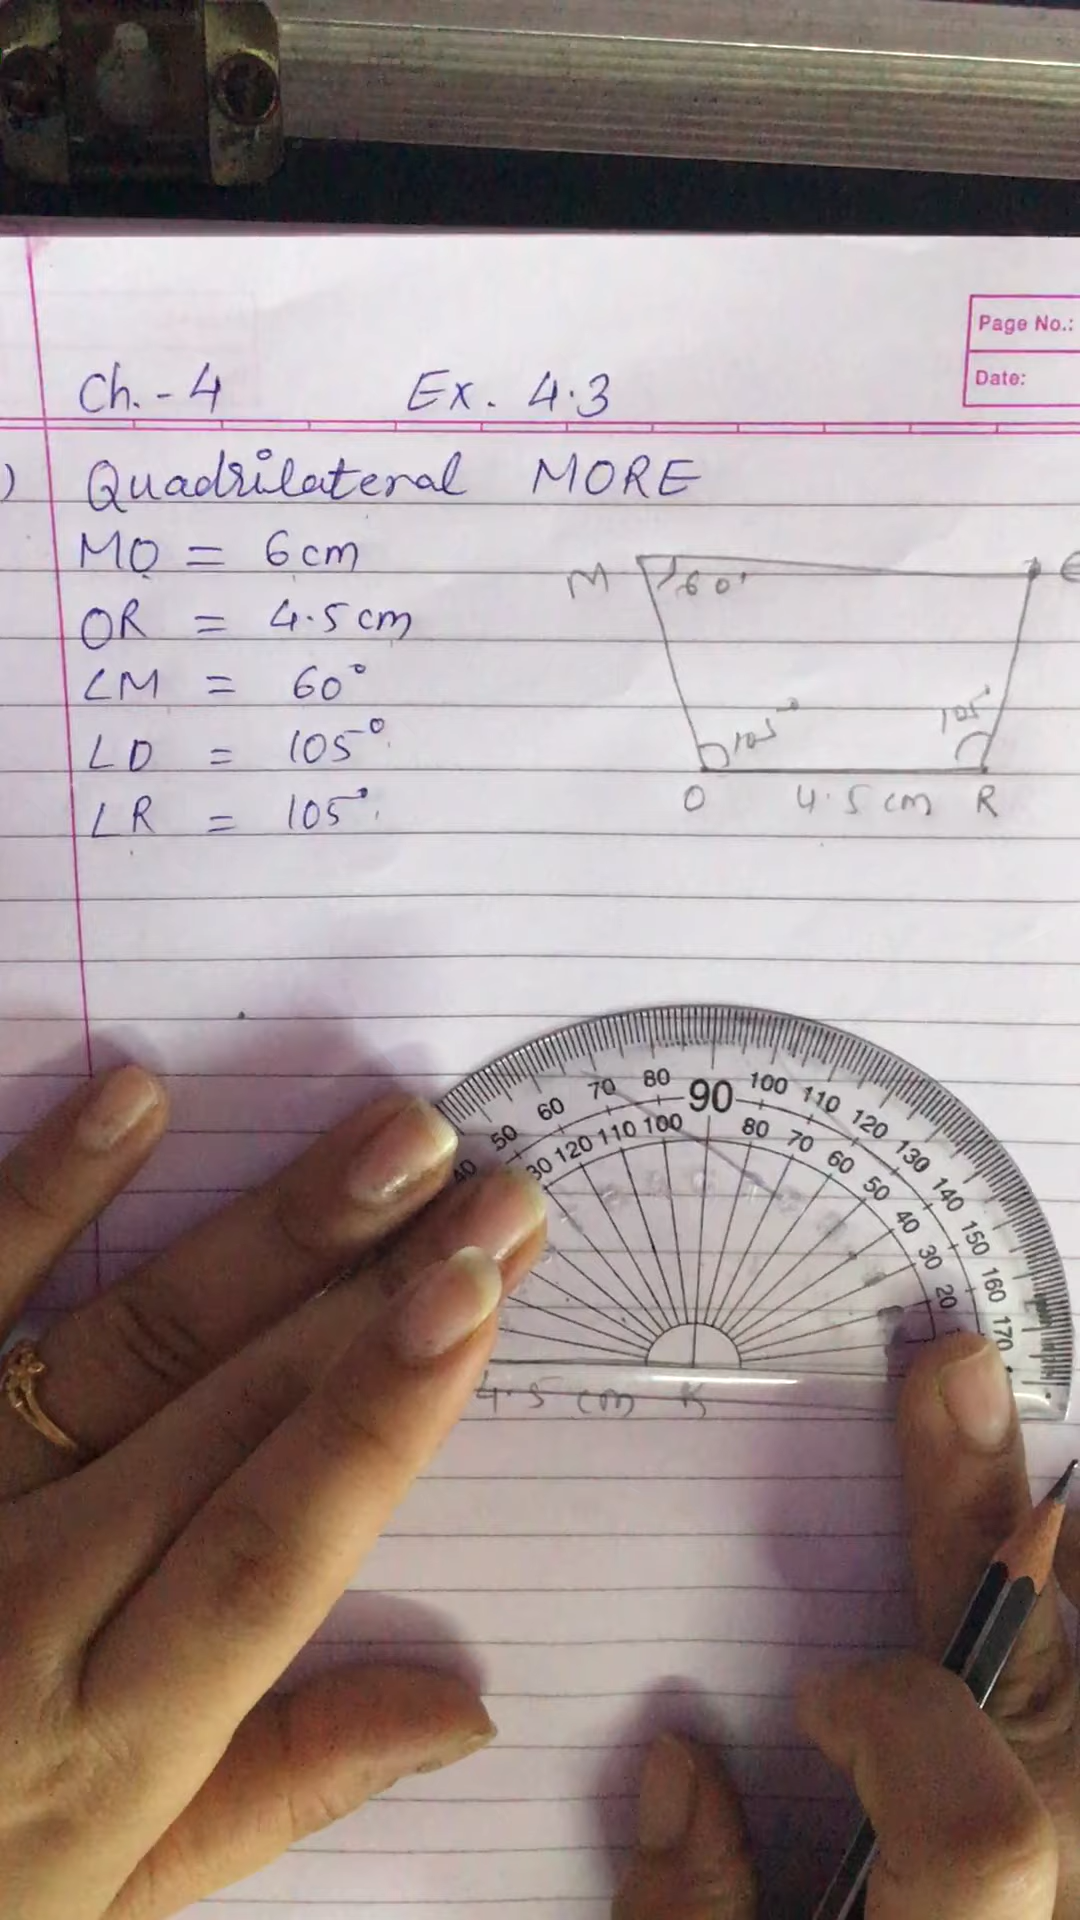 Page No.:
Date:
Ch.-4 Ex. 4.3
) Quadrilateral MORE
MO = 6 cm
OR = 4.5 cm
∠M = 60°
∠O = 105°
∠R = 105°
M 60° E
105° 105°
O 4.5 cm R
40 50 60 70 80 90 100 110 120 130 140 150 160 170
30 120 110 100 80 70 60 50 40 30 20
4.5 cm R